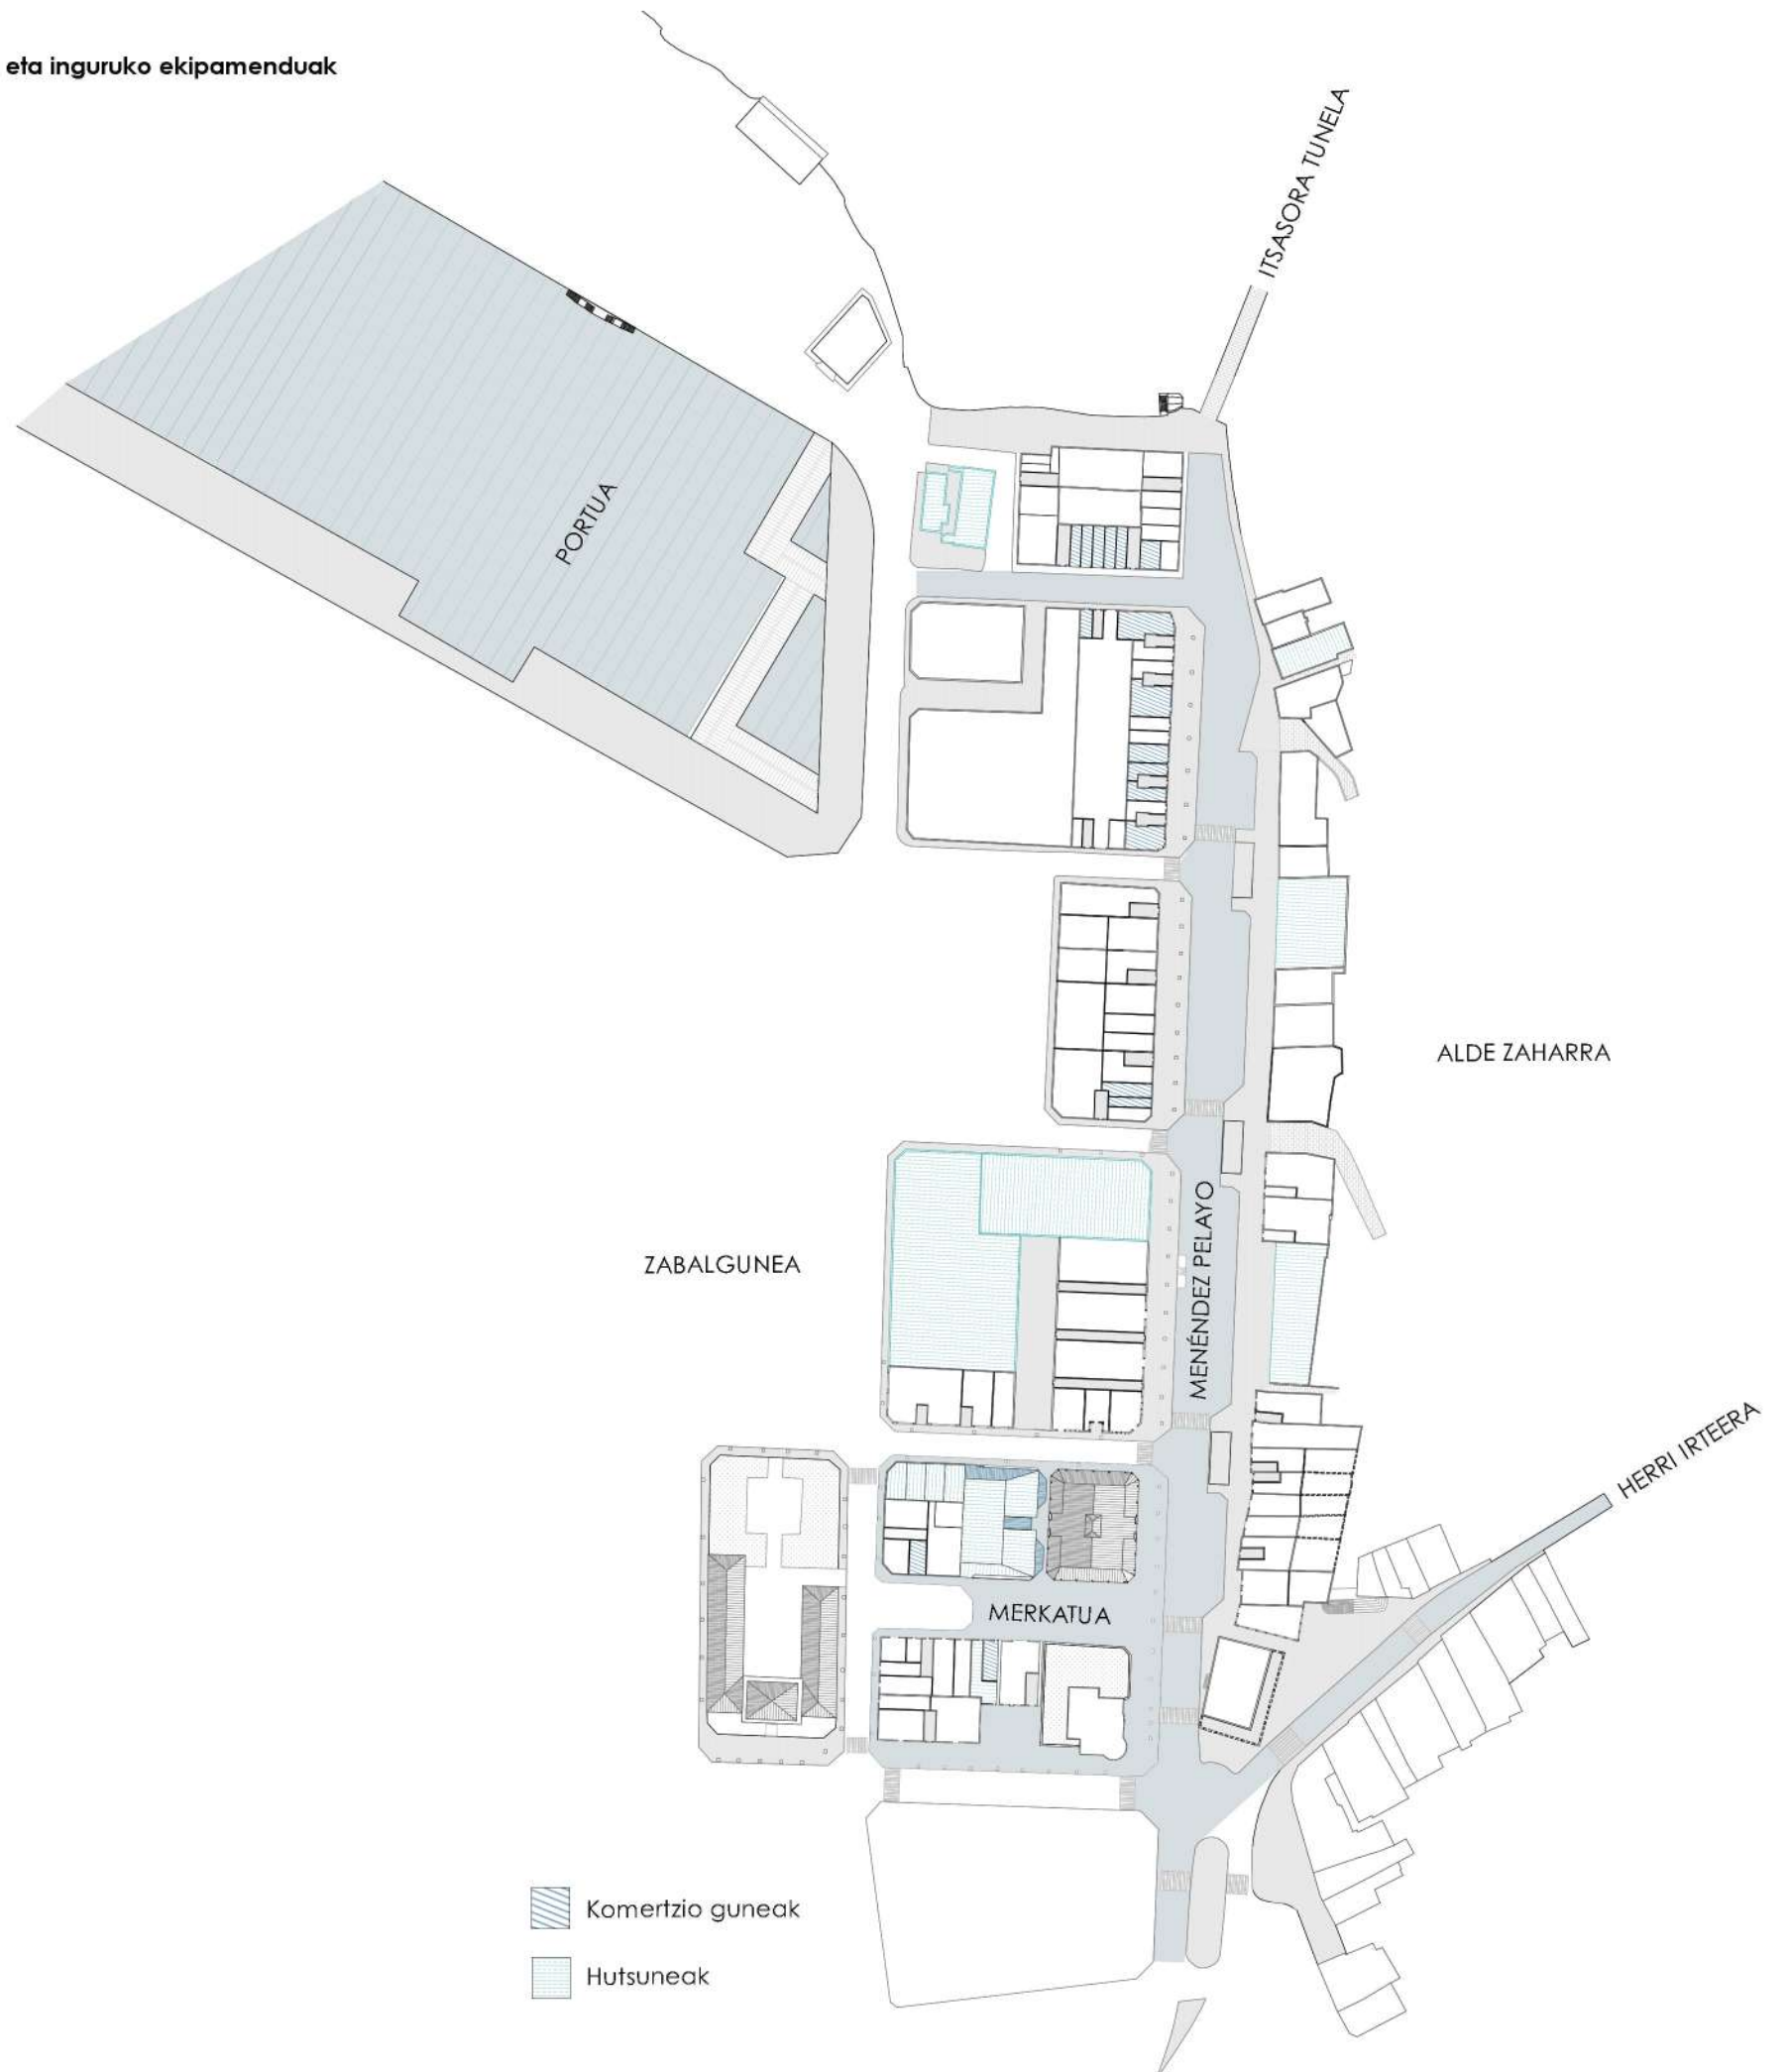 eta inguruko ekipamenduak
ITSASORA TUNELA
PORTUA
ALDE ZAHARRA
MENÉNDEZ PELAYO
ZABALGUNEA
HERRI IRTEERA
MERKATUA
Komertzio guneak
Hutsuneak